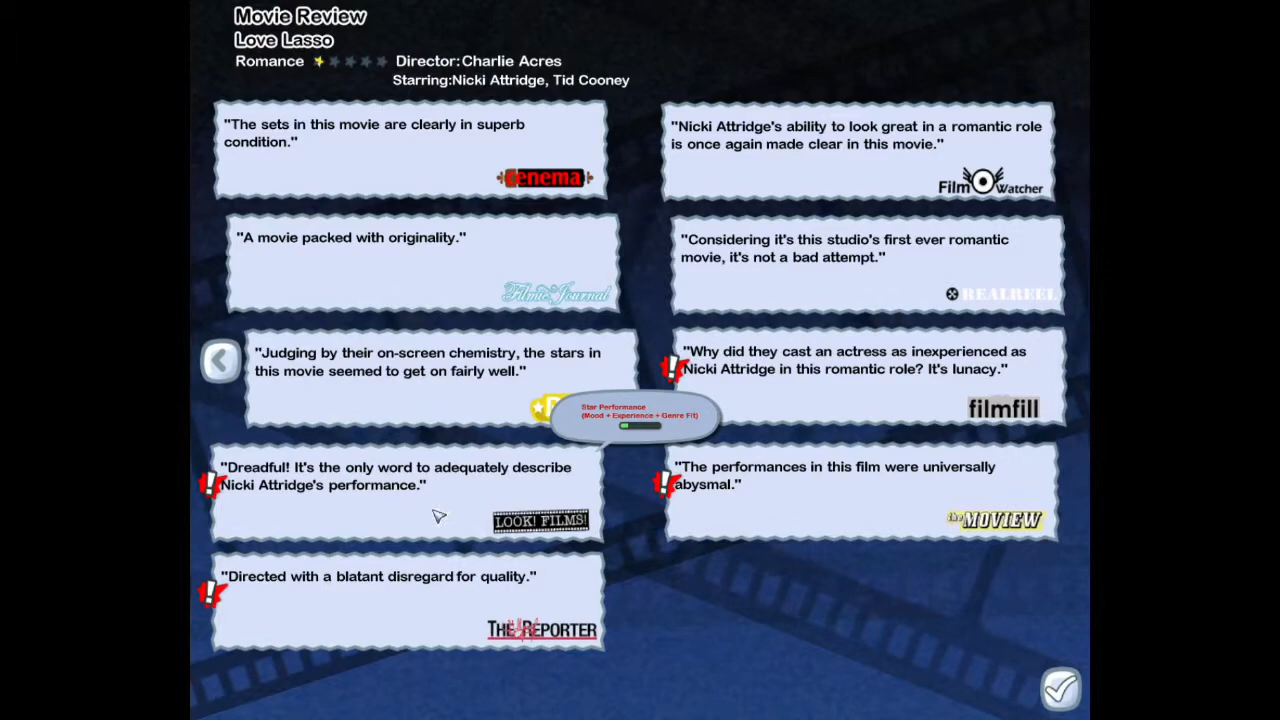 Movie Review
Love Lasso
Romance Director:Charlie Acres
Starring:Nicki Attridge, Tid Cooney
"The sets in this movie are clearly in superb
condition."
cenema
"Nicki Attridge's ability to look great in a romantic role
is once again made clear in this movie."
Film Watcher
"A movie packed with originality."
Filmic Journal
"Considering it's this studio's first ever romantic
movie, it's not a bad attempt."
REALREEL
"Judging by their on-screen chemistry, the stars in
this movie seemed to get on fairly well."
"Why did they cast an actress as inexperienced as
Nicki Attridge in this romantic role? It's lunacy."
filmfill
Star Performance
(Mood + Experience + Genre Fit)
"Dreadful! It's the only word to adequately describe
Nicki Attridge's performance."
LOOK! FILMS!
"The performances in this film were universally
abysmal."
the MOVIEW
"Directed with a blatant disregard for quality."
THE REPORTER